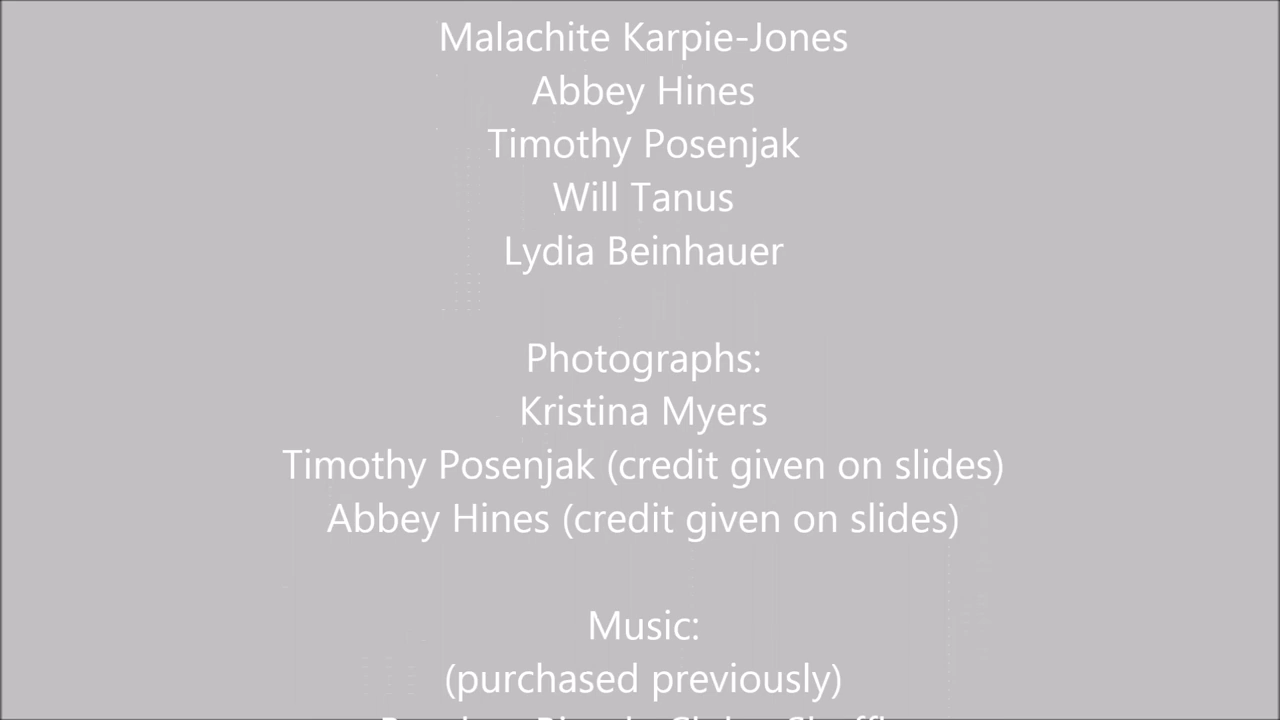 Malachite Karpie-Jones
Abbey Hines
Timothy Posenjak
Will Tanus
Lydia Beinhauer
Photographs:
Kristina Myers
Timothy Posenjak (credit given on slides)
Abbey Hines (credit given on slides)
Music:
(purchased previously)